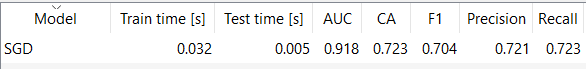 Model Train time [s] Test time [s] AUC CA F1 Precision Recall
SGD 0.032 0.005 0.918 0.723 0.704 0.721 0.723